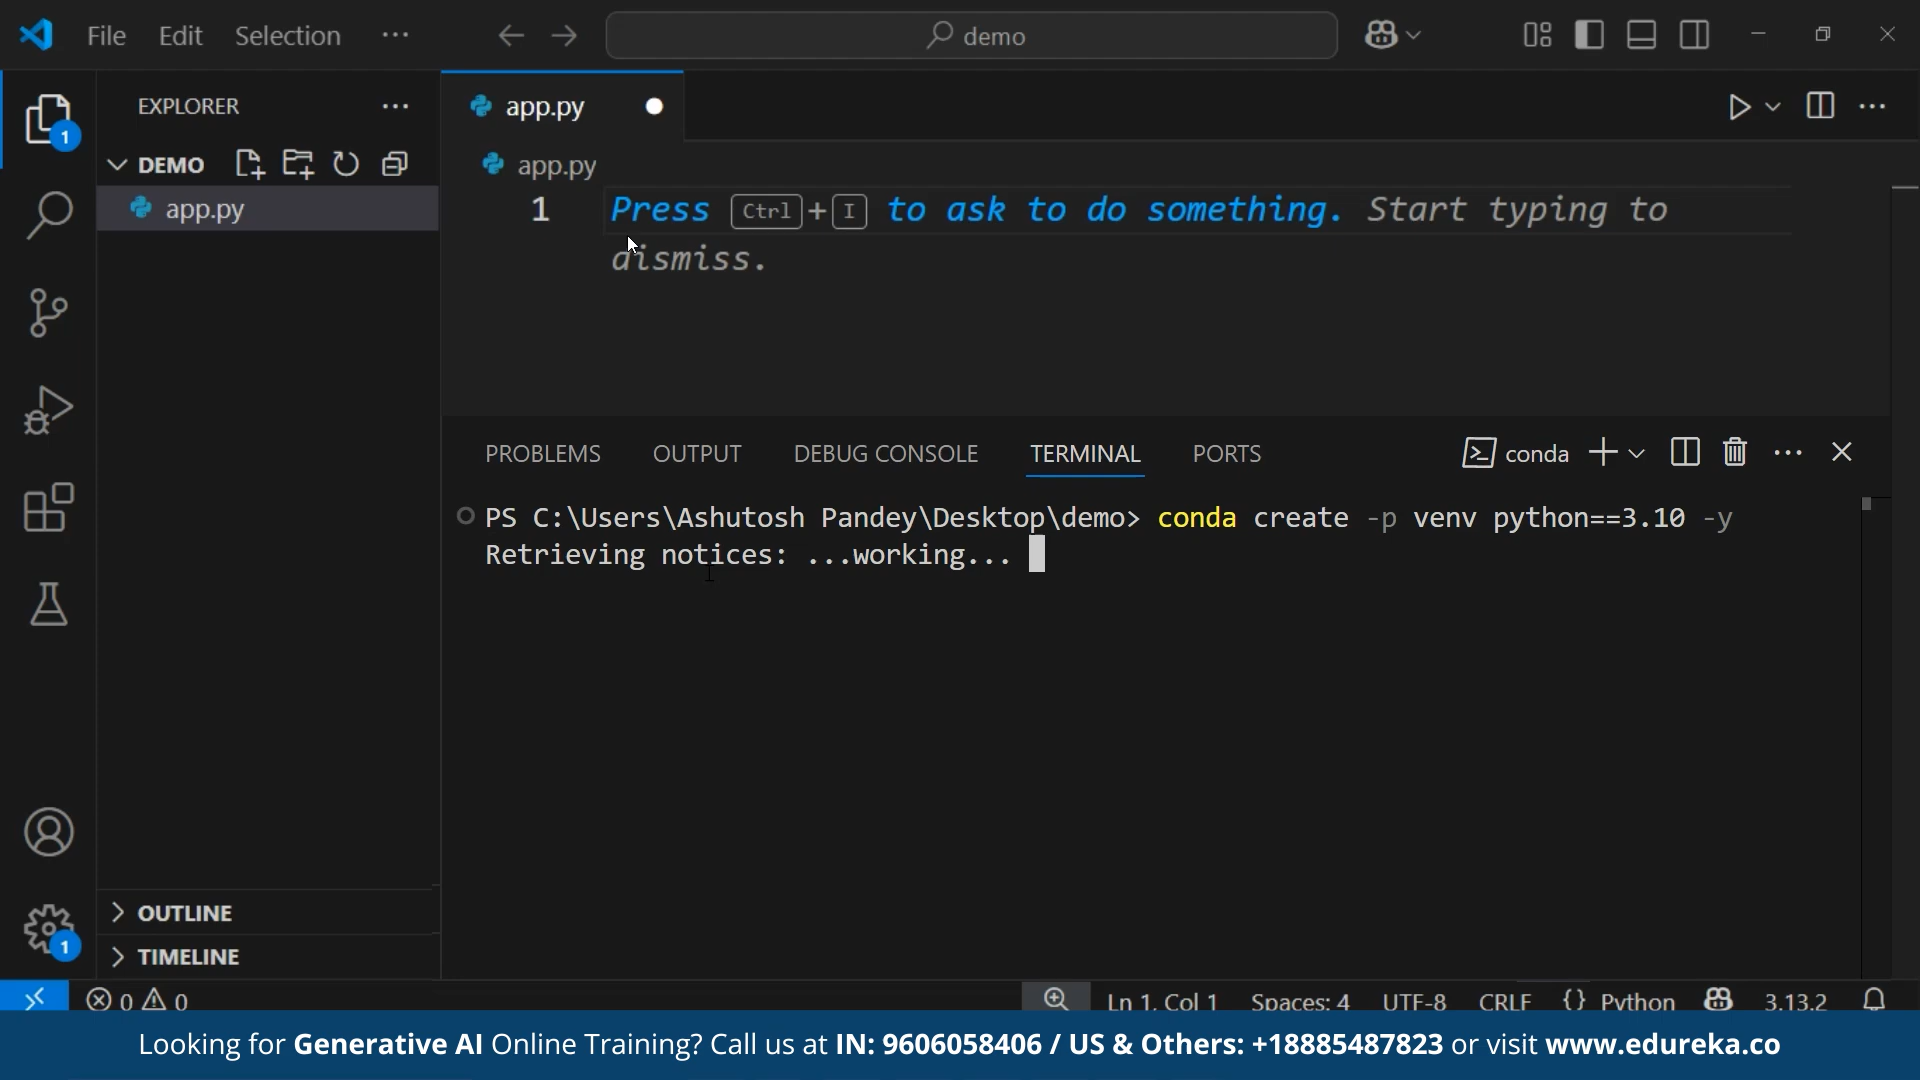 File Edit Selection ··· demo
EXPLORER ···
app.py
1
DEMO
app.py
app.py
1 Press Ctrl+I to ask to do something. Start typing to
dismiss.
PROBLEMS OUTPUT DEBUG CONSOLE TERMINAL PORTS conda ···
PS C:\Users\Ashutosh Pandey\Desktop\demo> conda create -p venv python==3.10 -y
Retrieving notices: ...working...
OUTLINE
1
TIMELINE
0 0 Ln 1, Col 1 Spaces: 4 UTF-8 CRLF {} Python 3.13.2
Looking for Generative AI Online Training? Call us at IN: 9606058406 / US & Others: +18885487823 or visit www.edureka.co